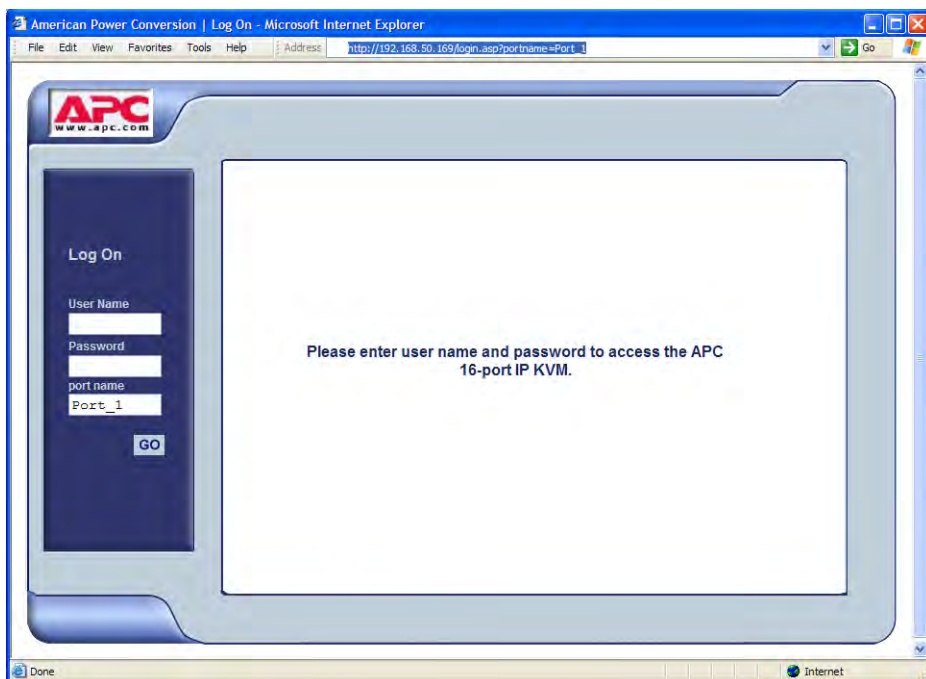 American Power Conversion | Log On - Microsoft Internet Explorer
File Edit View Favorites Tools Help Address http://192.168.50.169/login.asp?portname=Port_1 Go
APC
www.apc.com
Log On
User Name
Password
port name
Port_1
GO
Please enter user name and password to access the APC
16-port IP KVM.
Done Internet